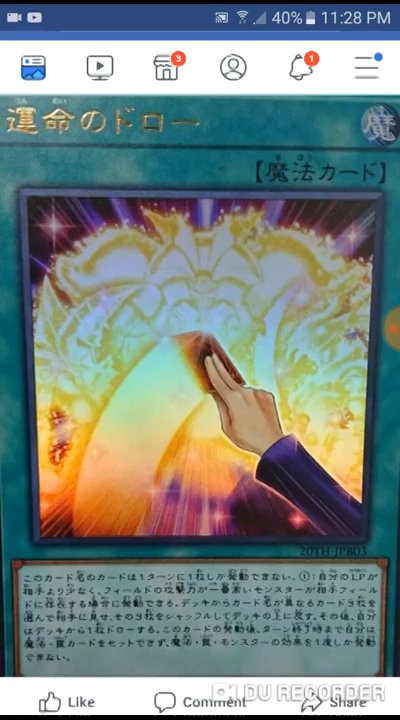 40% 11:28 PM
3
1
うん めい
運命のドロー
魔
まほう
【魔法カード】
20TH-JPB03
このカード名のカードは1ターンに1枚しか発動できない。①:自分のLPが
相手より少なく、フィールドの攻撃力が一番高いモンスターが相手フィール
ドに存在する場合に発動できる。デッキからカード名が異なるカード3枚を
選んで相手に見せ、その3枚をシャッフルしてデッキの上に戻す。その後、自分
はデッキから1枚ドローする。このカードの発動後、ターン終了時まで自分は
魔法・罠カードをセットできず、魔法・罠・モンスターの効果を1度しか発動
できない。
Like Comment Share
DU RECORDER